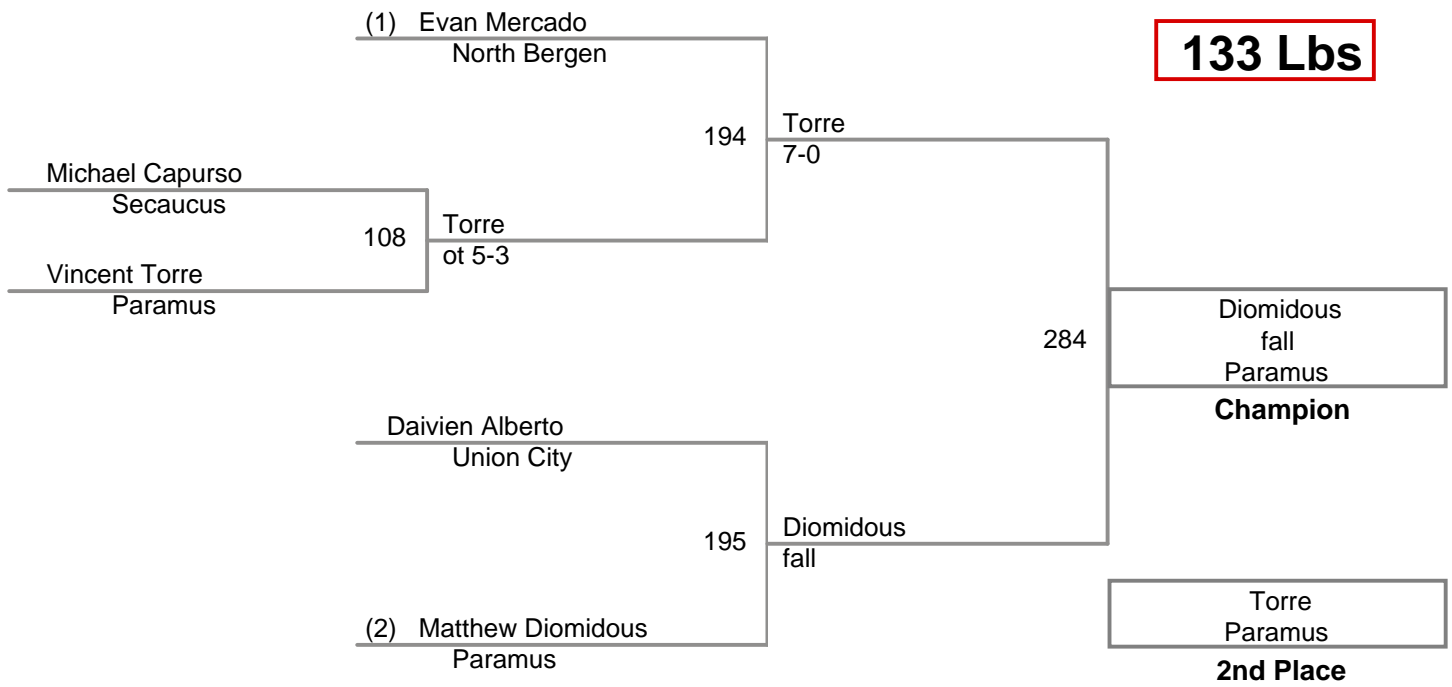 (1) Evan Mercado
North Bergen
133 Lbs
194
Torre
7-0
Michael Capurso
Secaucus
108
Torre
ot 5-3
Vincent Torre
Paramus
284
Diomidous
fall
Paramus
Champion
Daivien Alberto
Union City
195
Diomidous
fall
(2) Matthew Diomidous
Paramus
Torre
Paramus
2nd Place